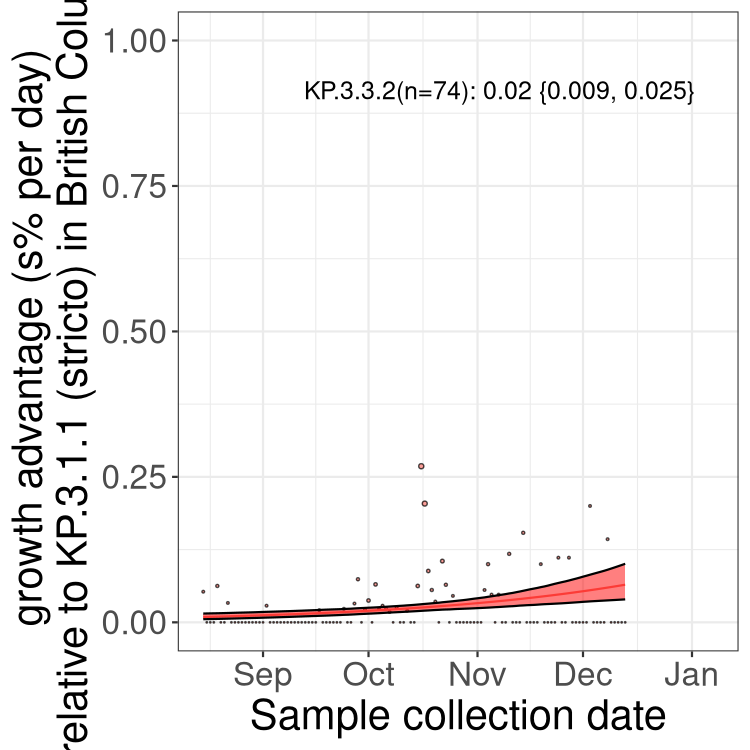 growth advantage (s% per day)
relative to KP.3.1.1 (stricto) in British Colu
1.00
0.75
0.50
0.25
0.00
KP.3.3.2(n=74): 0.02 {0.009, 0.025}
Sep Oct Nov Dec Jan
Sample collection date